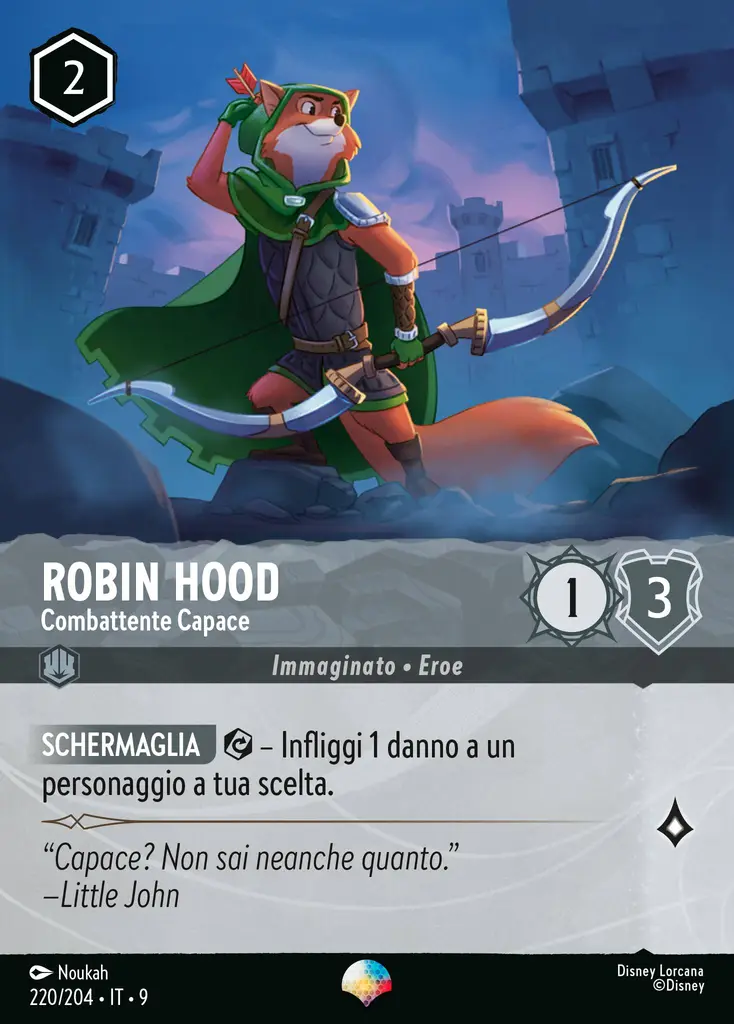 2
ROBIN HOOD
Combattente Capace
1
3
Immaginato • Eroe
SCHERMAGLIA – Infliggi 1 danno a un
personaggio a tua scelta.
“Capace? Non sai neanche quanto.”
–Little John
Noukah
220/204 • IT • 9
Disney Lorcana
©Disney